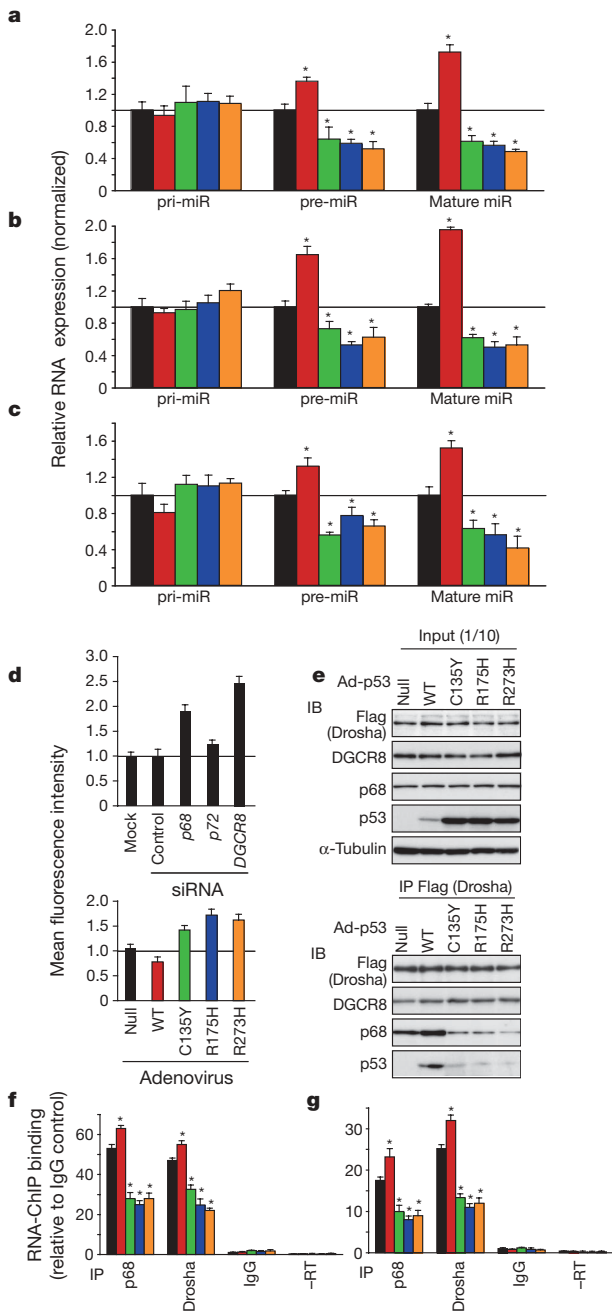 a
Relative RNA expression (normalized)
2.0
1.6
1.2
0.8
0.4
0
* * * * * * * *
pri-miR pre-miR Mature miR
b
2.0
1.6
1.2
0.8
0.4
0
* * * * * * * *
pri-miR pre-miR Mature miR
c
1.6
1.2
0.8
0.4
0
* * * * * * * *
pri-miR pre-miR Mature miR
d
Mean fluorescence intensity
3.0
2.5
2.0
1.5
1.0
0.5
0
Mock Control p68 p72 DGCR8
siRNA
2.0
1.5
1.0
0.5
0
Null WT C135Y R175H R273H
Adenovirus
e
Input (1/10)
Ad-p53 Null WT C135Y R175H R273H
IB
Flag
(Drosha)
DGCR8
p68
p53
α-Tubulin
IP Flag (Drosha)
Ad-p53 Null WT C135Y R175H R273H
IB
Flag
(Drosha)
DGCR8
p68
p53
f
RNA-ChIP binding
(relative to IgG control)
60
40
20
0
* * * * * * * *
IP p68 Drosha IgG –RT
g
30
20
10
0
* * * * * * * *
IP p68 Drosha IgG –RT